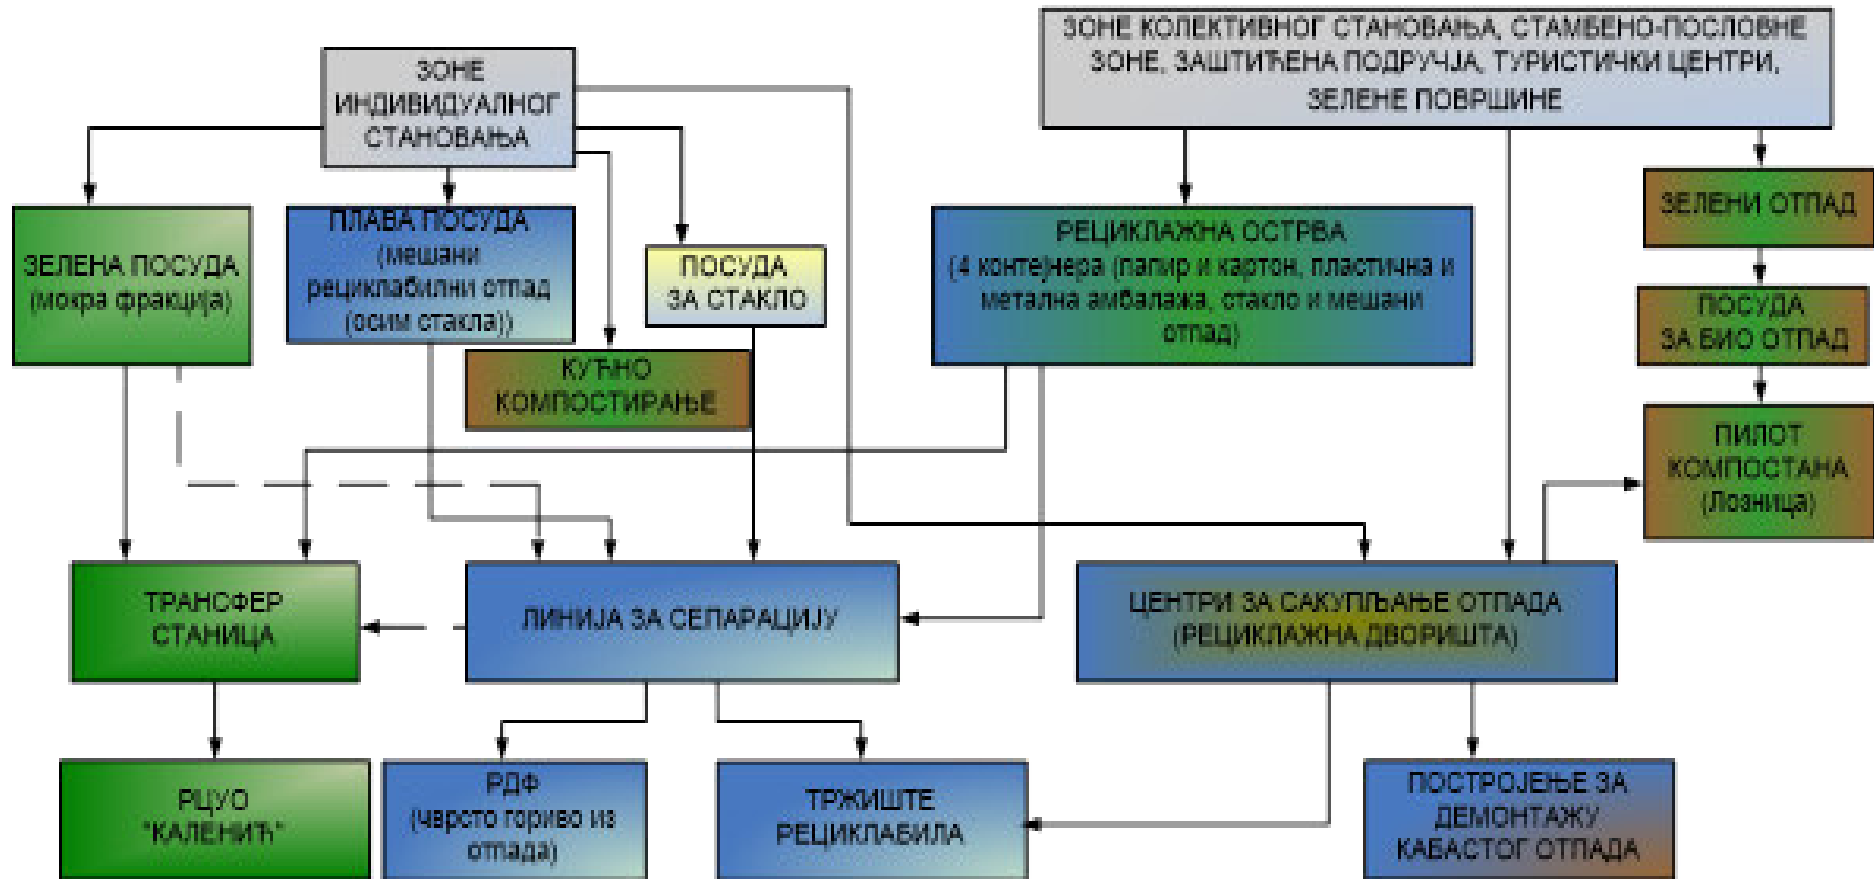 ЗОНЕ
ИНДИВИДУАЛНОГ
СТАНОВАЊА
ЗОНЕ КОЛЕКТИВНОГ СТАНОВАЊА, СТАМБЕНО-ПОСЛОВНЕ
ЗОНЕ, ЗАШТИЋЕНА ПОДРУЧЈА, ТУРИСТИЧКИ ЦЕНТРИ,
ЗЕЛЕНЕ ПОВРШИНЕ
ЗЕЛЕНА ПОСУДА
(мокра фракција)
ПЛАВА ПОСУДА
(мешани
рециклабилни отпад
(осим стакла))
ПОСУДА
ЗА СТАКЛО
КУЋНО
КОМПОСТИРАЊЕ
РЕЦИКЛАЖНА ОСТРВА
(4 контејнера (папир и картон, пластична и
метална амбалажа, стакло и мешани
отпад)
ЗЕЛЕНИ ОТПАД
ПОСУДА
ЗА БИО ОТПАД
ПИЛОТ
КОМПОСТАНА
(Лозница)
ТРАНСФЕР
СТАНИЦА
ЛИНИЈА ЗА СЕПАРАЦИЈУ
ЦЕНТРИ ЗА САКУПЉАЊЕ ОТПАДА
(РЕЦИКЛАЖНА ДВОРИШТА)
РЦУО
"КАЛЕНИЋ"
РДФ
(чврсто гориво из
отпада)
ТРЖИШТЕ
РЕЦИКЛАБИЛА
ПОСТРОЈЕЊЕ ЗА
ДЕМОНТАЖУ
КАБАСТОГ ОТПАДА